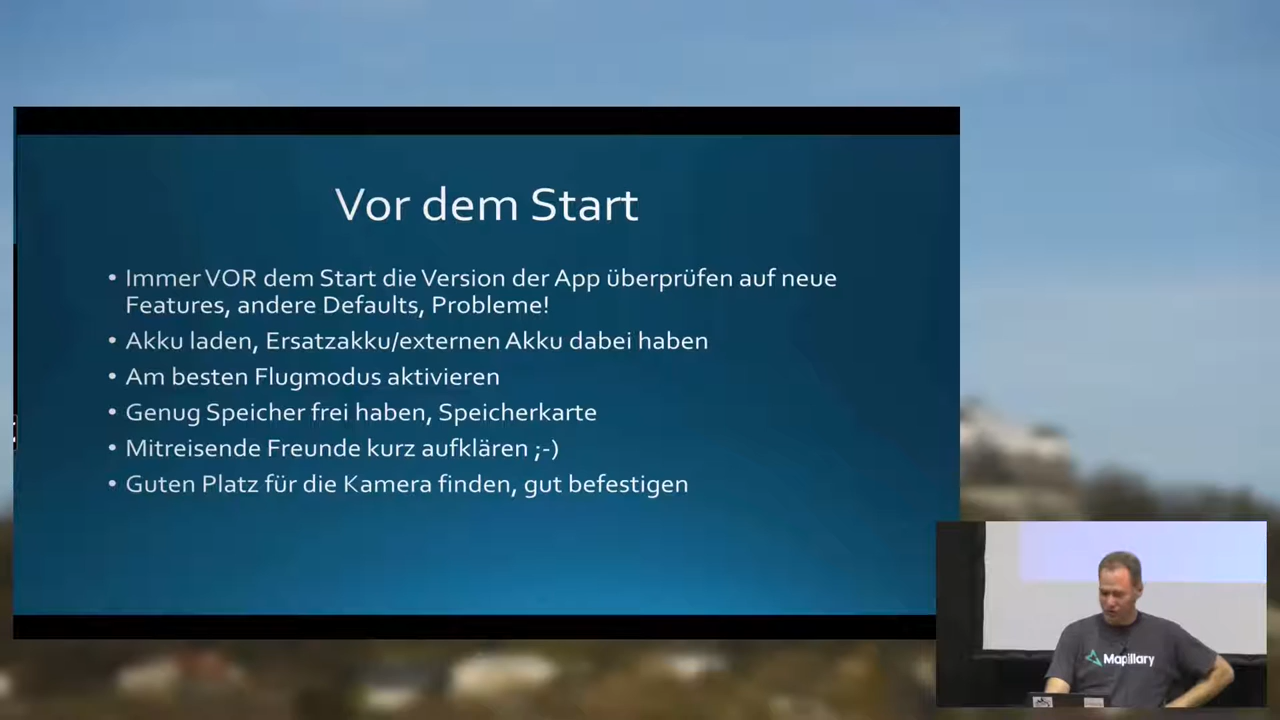 Vor dem Start
• Immer VOR dem Start die Version der App überprüfen auf neue
Features, andere Defaults, Probleme!
• Akku laden, Ersatzakku/externen Akku dabei haben
• Am besten Flugmodus aktivieren
• Genug Speicher frei haben, Speicherkarte
• Mitreisende Freunde kurz aufklären ;-)
• Guten Platz für die Kamera finden, gut befestigen
Mapillary